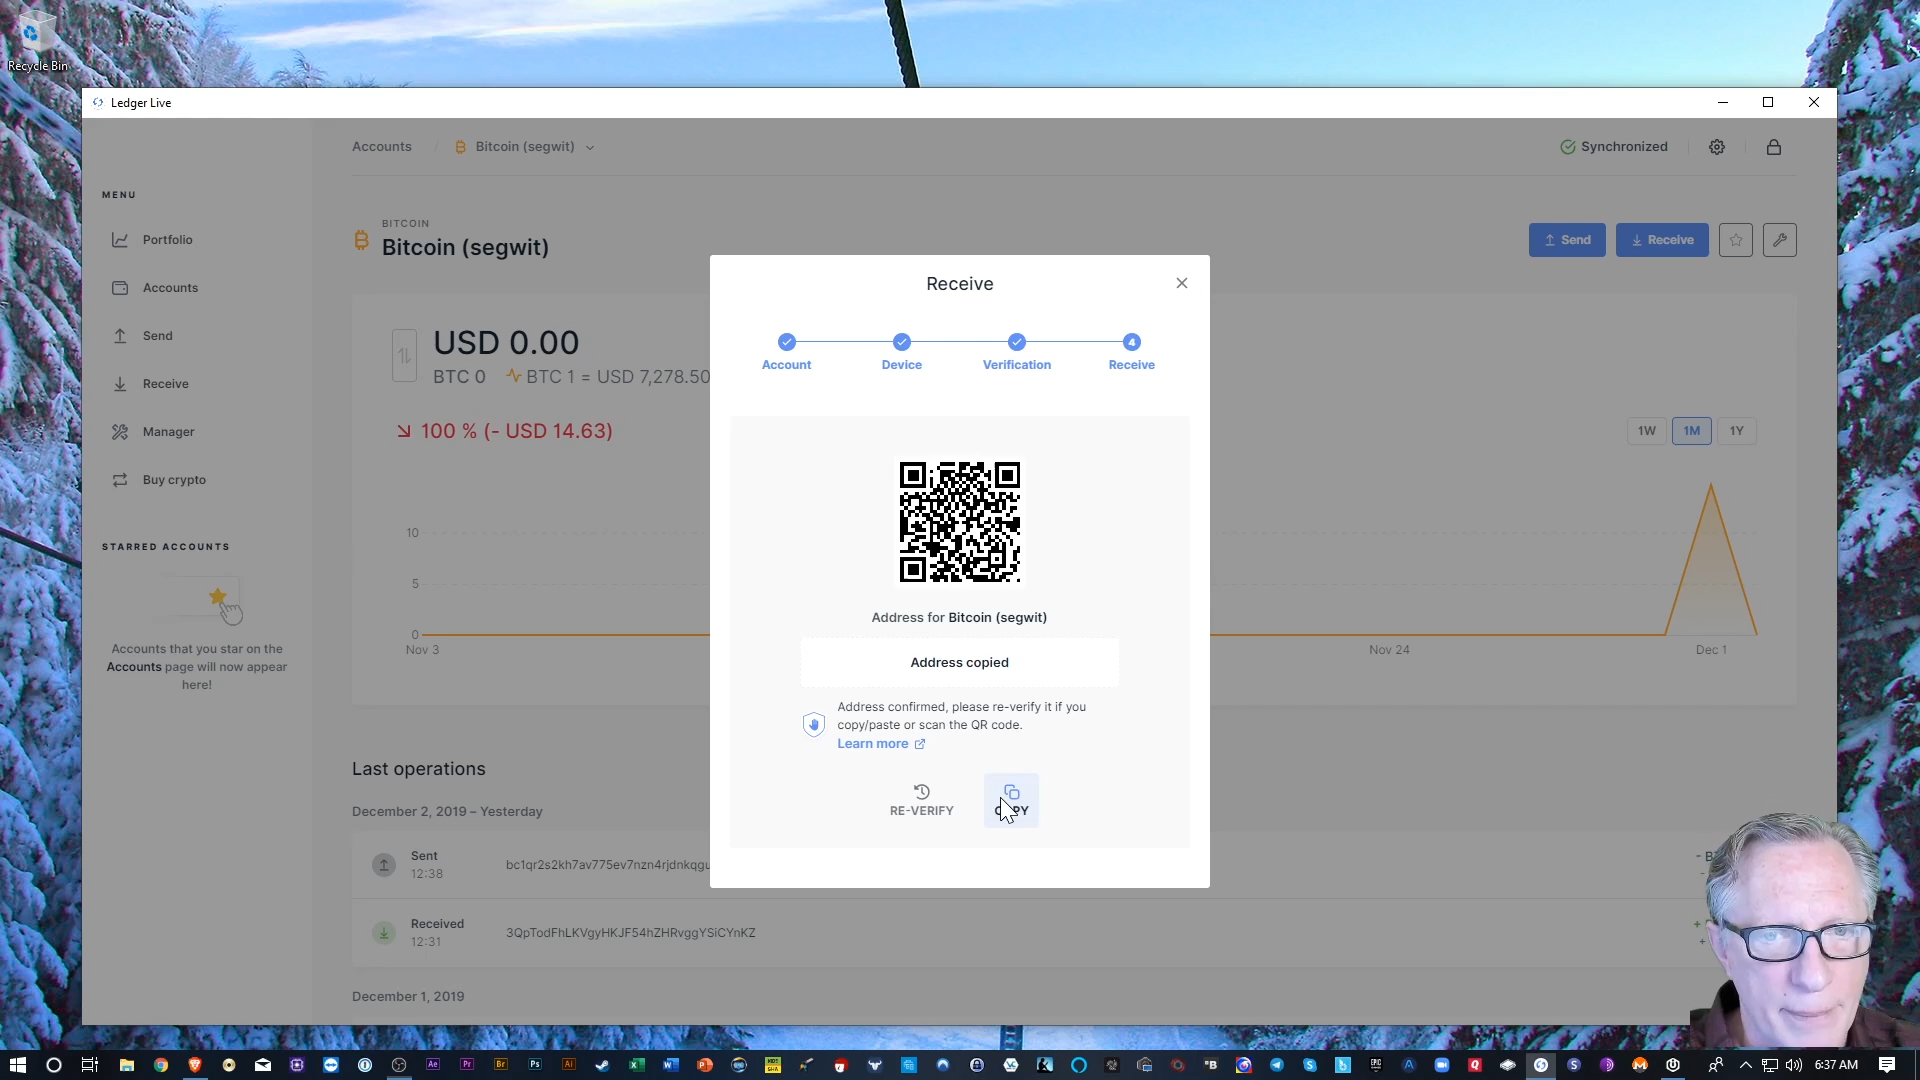 Recycle Bin
Ledger Live
Accounts / Bitcoin (segwit)
Synchronized
MENU
Portfolio
Accounts
Send
Receive
Manager
Buy crypto
STARRED ACCOUNTS
Accounts that you star on the
Accounts page will now appear
here!
BITCOIN
Bitcoin (segwit)
Send
Receive
USD 0.00
BTC 0
BTC 1 = USD 7,278.50
100 % (- USD 14.63)
1W
1M
1Y
10
5
0
Nov 3
Nov 24
Dec 1
Receive
Account
Device
Verification
4
Receive
Address for Bitcoin (segwit)
Address copied
Address confirmed, please re-verify it if you
copy/paste or scan the QR code.
Learn more
RE-VERIFY
COPY
Last operations
December 2, 2019 – Yesterday
Sent
12:38
Received
12:31
3QpTodFhLKVgyHKJF54hZHRvggYSiCYnKZ
December 1, 2019
6:37 AM